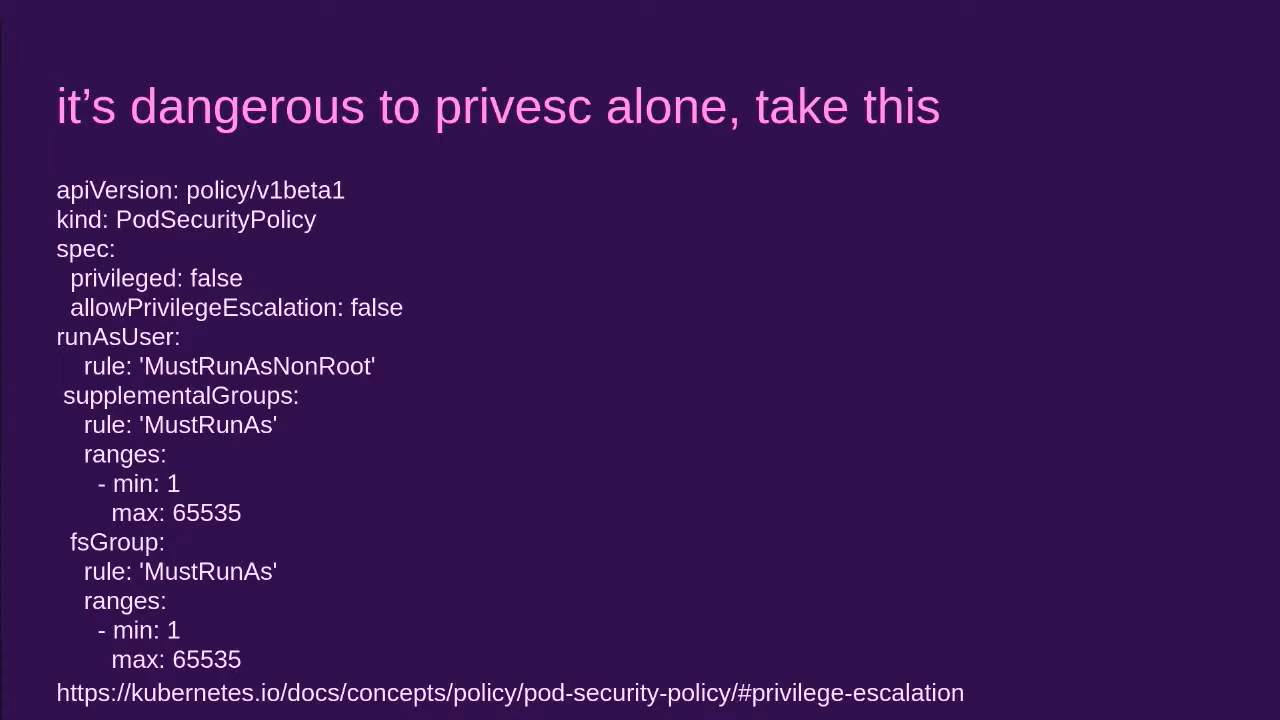 it’s dangerous to privesc alone, take this
apiVersion: policy/v1beta1
kind: PodSecurityPolicy
spec:
  privileged: false
  allowPrivilegeEscalation: false
runAsUser:
    rule: 'MustRunAsNonRoot'
 supplementalGroups:
    rule: 'MustRunAs'
    ranges:
      - min: 1
        max: 65535
  fsGroup:
    rule: 'MustRunAs'
    ranges:
      - min: 1
        max: 65535
https://kubernetes.io/docs/concepts/policy/pod-security-policy/#privilege-escalation